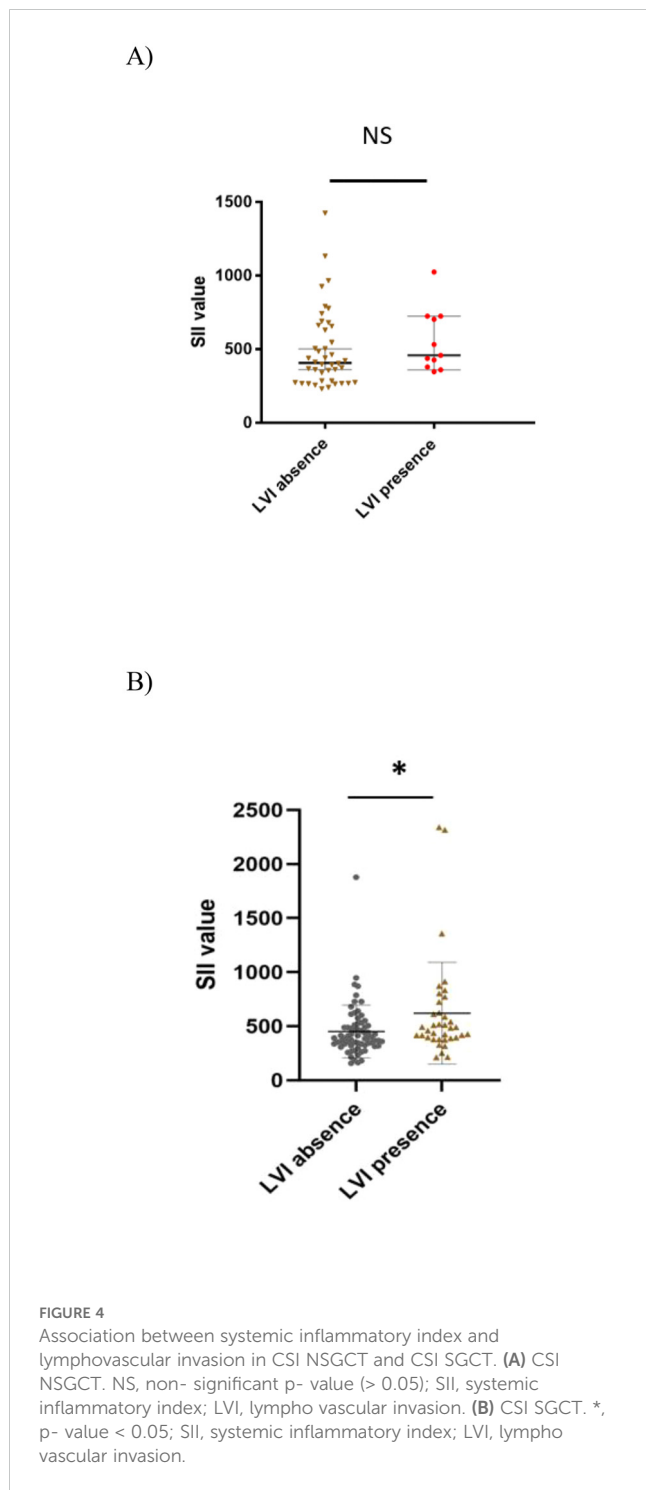 A)
NS
1500
1000
500
0
SII value
LVI absence
LVI presence
B)
*
2500
2000
1500
1000
500
0
SII value
LVI absence
LVI presence
FIGURE 4
Association between systemic inflammatory index and
lymphovascular invasion in CSI NSGCT and CSI SGCT. (A) CSI
NSGCT. NS, non- significant p- value (> 0.05); SII, systemic
inflammatory index; LVI, lympho vascular invasion. (B) CSI SGCT. *,
p- value < 0.05; SII, systemic inflammatory index; LVI, lympho
vascular invasion.